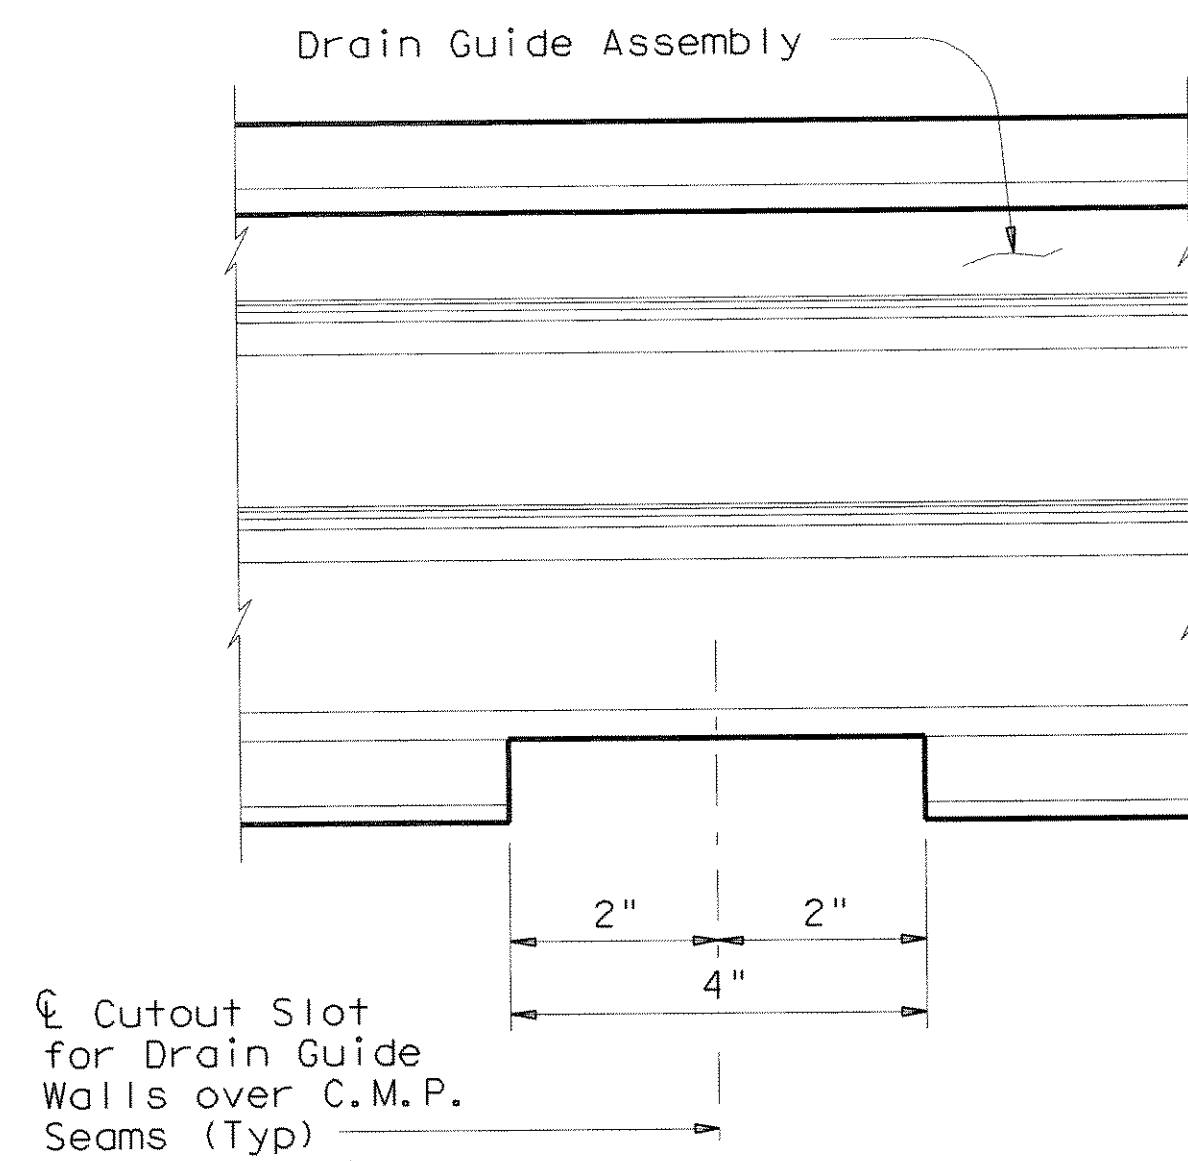 Drain Guide Assembly
2" 2"
4"
℄ Cutout Slot
for Drain Guide
Walls over C.M.P.
Seams (Typ)